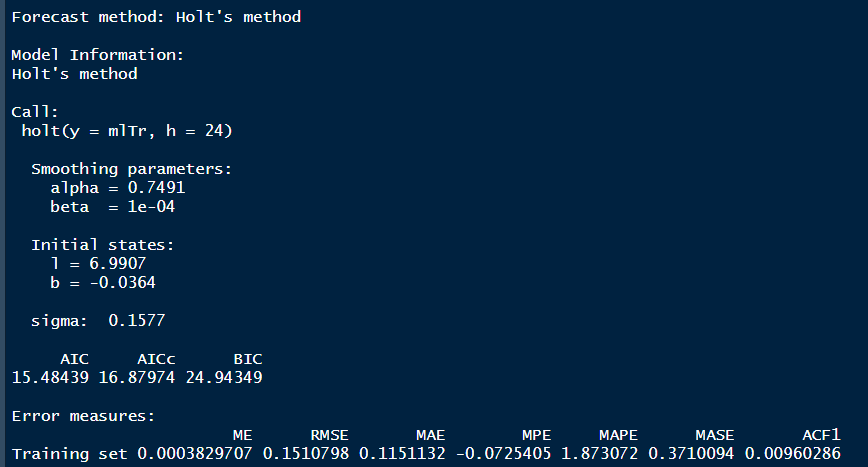 Forecast method: Holt's method
Model Information:
Holt's method
Call:
holt(y = mlTr, h = 24)
Smoothing parameters:
alpha = 0.7491
beta = 1e-04
Initial states:
l = 6.9907
b = -0.0364
sigma: 0.1577
AIC AICc BIC
15.48439 16.87974 24.94349
Error measures:
ME RMSE MAE MPE MAPE MASE ACF1
Training set 0.0003829707 0.1510798 0.1151132 -0.0725405 1.873072 0.3710094 0.00960286